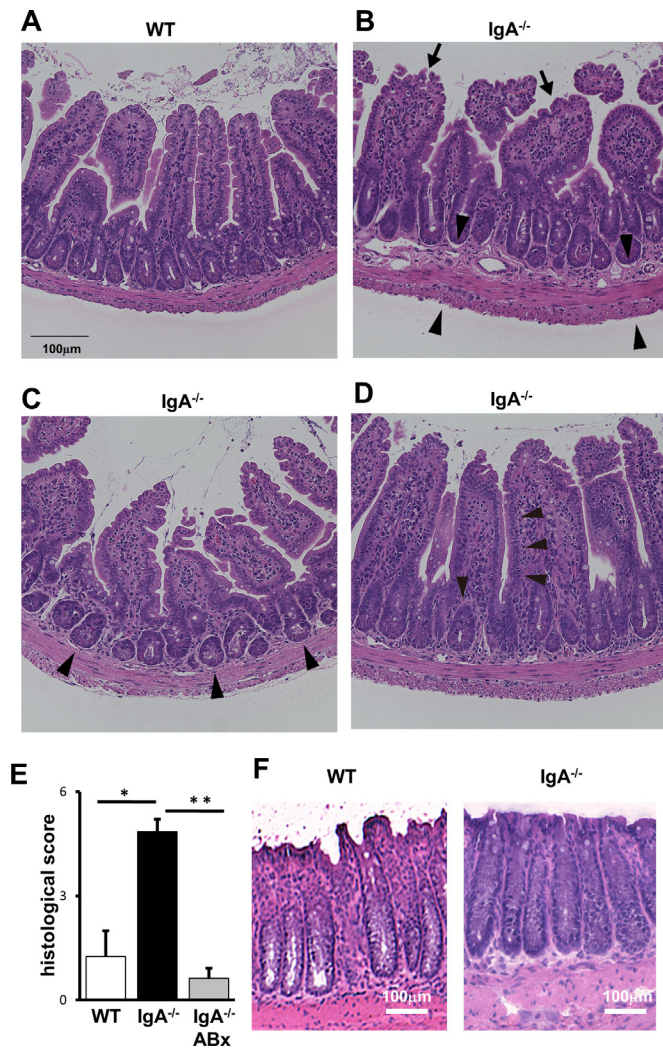 A
WT
100μm
B
IgA-/-
C
IgA-/-
D
IgA-/-
E
histological score
6
3
0
*
**
WT
IgA-/-
IgA-/-
ABx
F
WT
IgA-/-
100μm
100μm